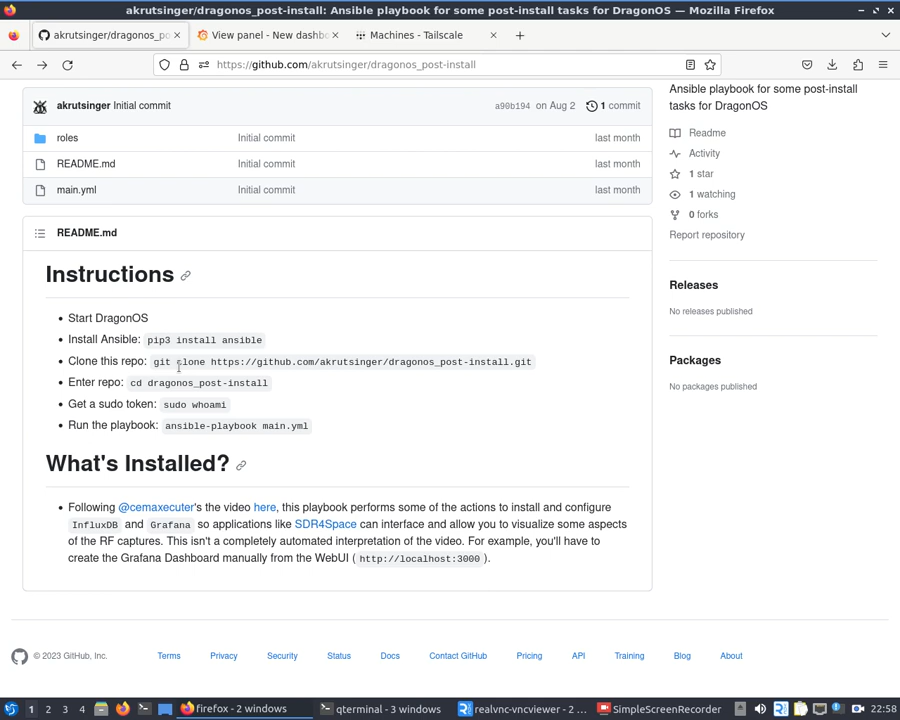 akrutsinger/dragonos_post-install: Ansible playbook for some post-install tasks for DragonOS — Mozilla Firefox
akrutsinger/dragonos_po
View panel - New dashbo
Machines - Tailscale
https://github.com/akrutsinger/dragonos_post-install
akrutsinger Initial commit
a90b194 on Aug 2
1 commit
roles
Initial commit
last month
README.md
Initial commit
last month
main.yml
Initial commit
last month
README.md
Instructions
• Start DragonOS
• Install Ansible: pip3 install ansible
• Clone this repo: git clone https://github.com/akrutsinger/dragonos_post-install.git
• Enter repo: cd dragonos_post-install
• Get a sudo token: sudo whoami
• Run the playbook: ansible-playbook main.yml
What's Installed?
• Following @cemaxecuter's the video here, this playbook performs some of the actions to install and configure
InfluxDB and Grafana so applications like SDR4Space can interface and allow you to visualize some aspects
of the RF captures. This isn't a completely automated interpretation of the video. For example, you'll have to
create the Grafana Dashboard manually from the WebUI ( http://localhost:3000 ).
Ansible playbook for some post-install
tasks for DragonOS
Readme
Activity
1 star
1 watching
0 forks
Report repository
Releases
No releases published
Packages
No packages published
© 2023 GitHub, Inc.
Terms
Privacy
Security
Status
Docs
Contact GitHub
Pricing
API
Training
Blog
About
1
2
3
4
firefox - 2 windows
qterminal - 3 windows
realvnc-vncviewer - 2 ...
SimpleScreenRecorder
22:58